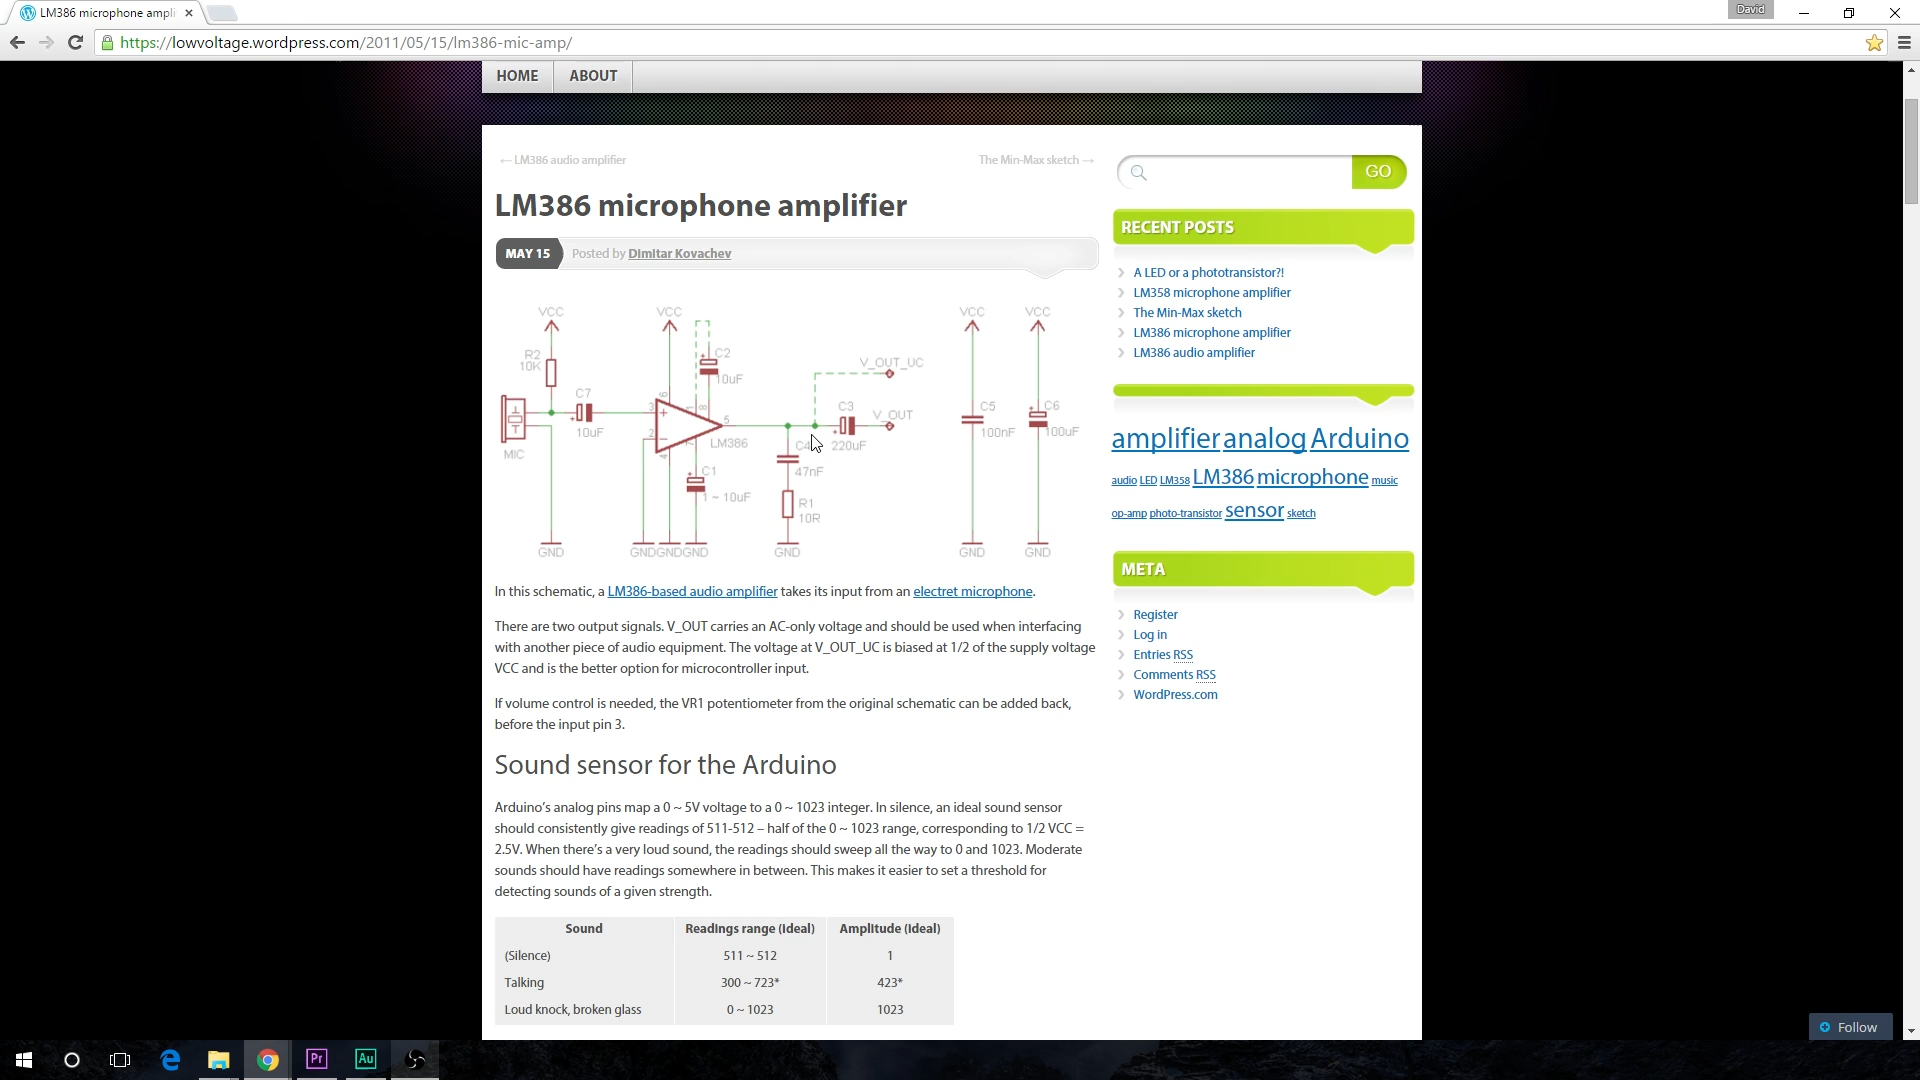 LM386 microphone ampli
David
https://lowvoltage.wordpress.com/2011/05/15/lm386-mic-amp/
HOME ABOUT
← LM386 audio amplifier
The Min-Max sketch →
LM386 microphone amplifier
MAY 15 Posted by Dimitar Kovachev
VCC VCC VCC VCC
R2
10K
C7
10uF
MIC
GND
6
3
+
2
-
1
8
5
7
4
C2
10uF
LM386
C1
1 ~ 10uF
GNDGNDGND
V_OUT_UC
C3
220uF
V_OUT
C4
47nF
R1
10R
GND
C5
100nF
GND
C6
100uF
GND
In this schematic, a LM386-based audio amplifier takes its input from an electret microphone.
There are two output signals. V_OUT carries an AC-only voltage and should be used when interfacing
with another piece of audio equipment. The voltage at V_OUT_UC is biased at 1/2 of the supply voltage
VCC and is the better option for microcontroller input.
If volume control is needed, the VR1 potentiometer from the original schematic can be added back,
before the input pin 3.
Sound sensor for the Arduino
Arduino's analog pins map a 0 ~ 5V voltage to a 0 ~ 1023 integer. In silence, an ideal sound sensor
should consistently give readings of 511-512 – half of the 0 ~ 1023 range, corresponding to 1/2 VCC =
2.5V. When there's a very loud sound, the readings should sweep all the way to 0 and 1023. Moderate
sounds should have readings somewhere in between. This makes it easier to set a threshold for
detecting sounds of a given strength.
Sound Readings range (ideal) Amplitude (ideal)
(Silence) 511 ~ 512 1
Talking 300 ~ 723* 423*
Loud knock, broken glass 0 ~ 1023 1023
GO
RECENT POSTS
A LED or a phototransistor?!
LM358 microphone amplifier
The Min-Max sketch
LM386 microphone amplifier
LM386 audio amplifier
amplifier analog Arduino
audio LED LM358 LM386 microphone music
op-amp photo-transistor sensor sketch
META
Register
Log in
Entries RSS
Comments RSS
WordPress.com
Follow
Pr
Au